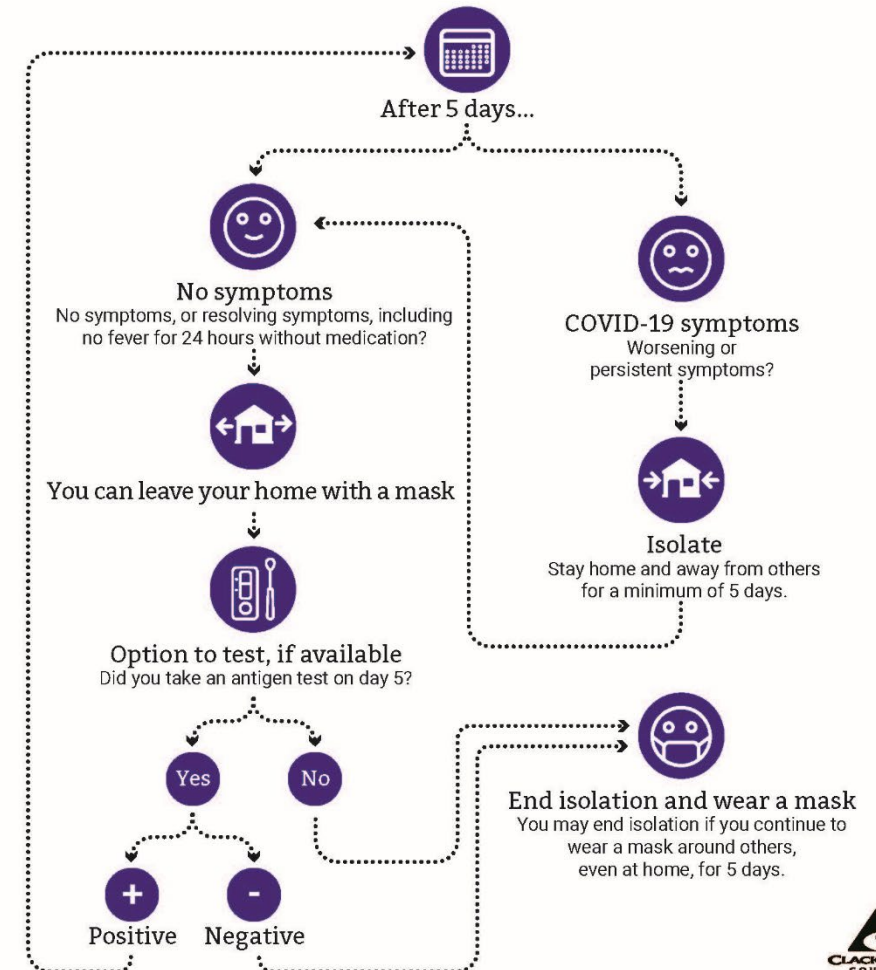 After 5 days...
No symptoms
No symptoms, or resolving symptoms, including
no fever for 24 hours without medication?
COVID-19 symptoms
Worsening or
persistent symptoms?
You can leave your home with a mask
Isolate
Stay home and away from others
for a minimum of 5 days.
Option to test, if available
Did you take an antigen test on day 5?
Yes
No
End isolation and wear a mask
You may end isolation if you continue to
wear a mask around others,
even at home, for 5 days.
+
-
Positive
Negative